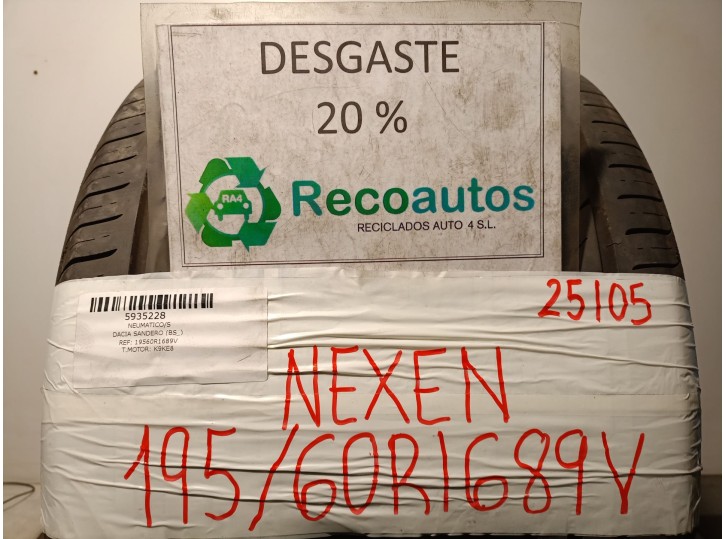 DESGASTE
20 %
RA4
Recoautos
RECICLADOS AUTO 4 S.L.
5935228
NEUMATICO/S
DACIA SANDERO (BS_)
REF: 19560R1689V
T.MOTOR: K9KE8
25105
NEXEN
195/60R1689V